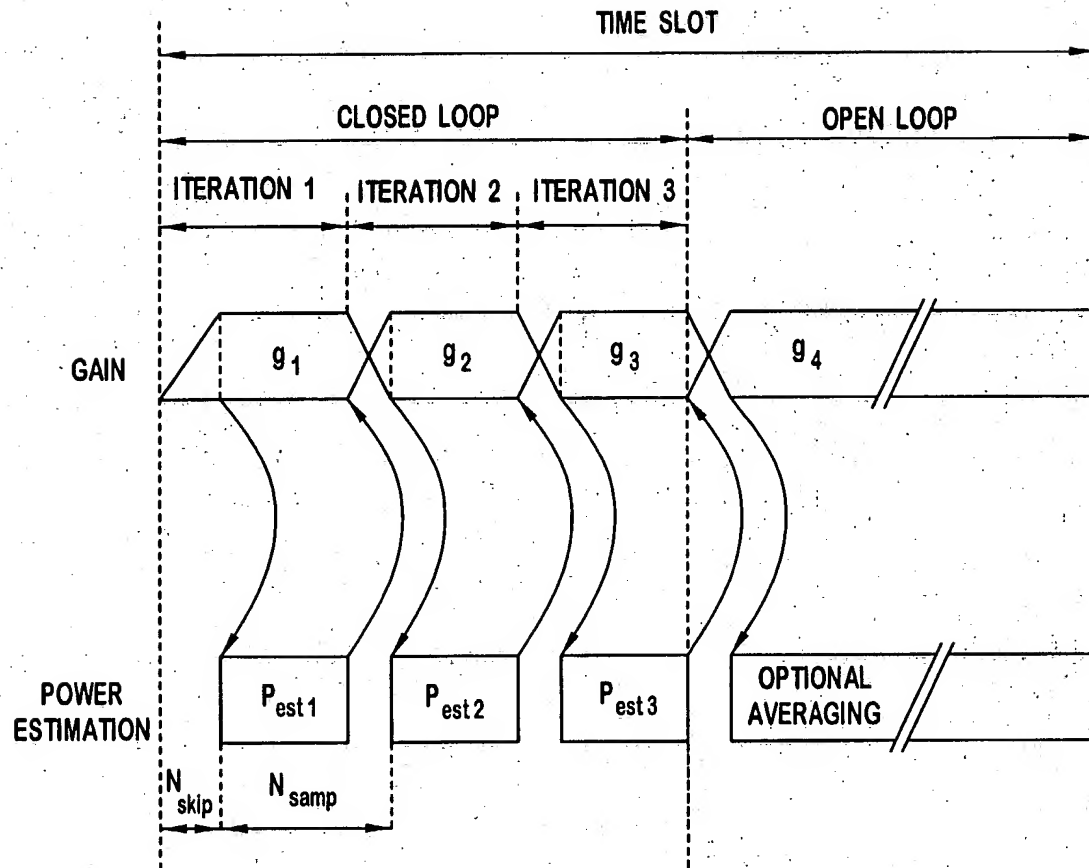 TIME SLOT
CLOSED LOOP
OPEN LOOP
ITERATION 1
ITERATION 2
ITERATION 3
GAIN
g1
g2
g3
g4
POWER
ESTIMATION
Pest1
Pest2
Pest3
OPTIONAL
AVERAGING
Nskip
Nsamp